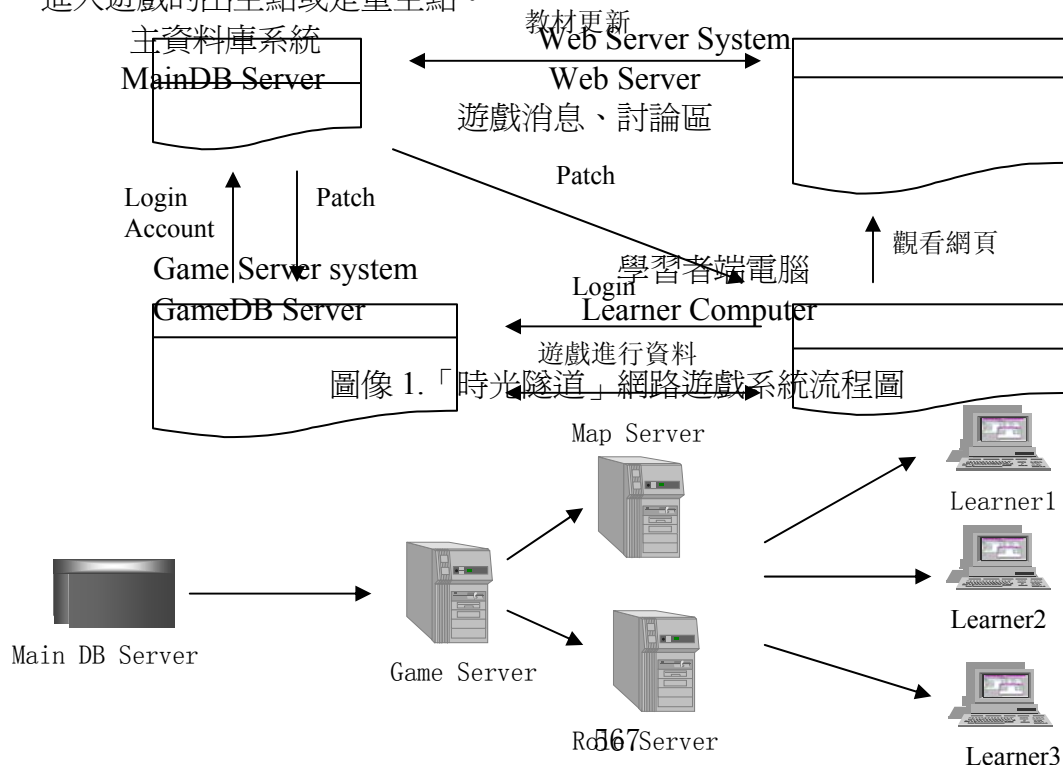 進入遊戲的出生點或是重生點。
教材更新
主資料庫系統
Web Server System
MainDB Server
Web Server
遊戲消息、討論區
Patch
Login
Account
Patch
觀看網頁
Game Server system
學習者端電腦
Login
GameDB Server
Learner Computer
遊戲進行資料
圖像 1.「時光隧道」網路遊戲系統流程圖
Map Server
Learner1
Learner2
Main DB Server
Game Server
Role Server
567
Learner3